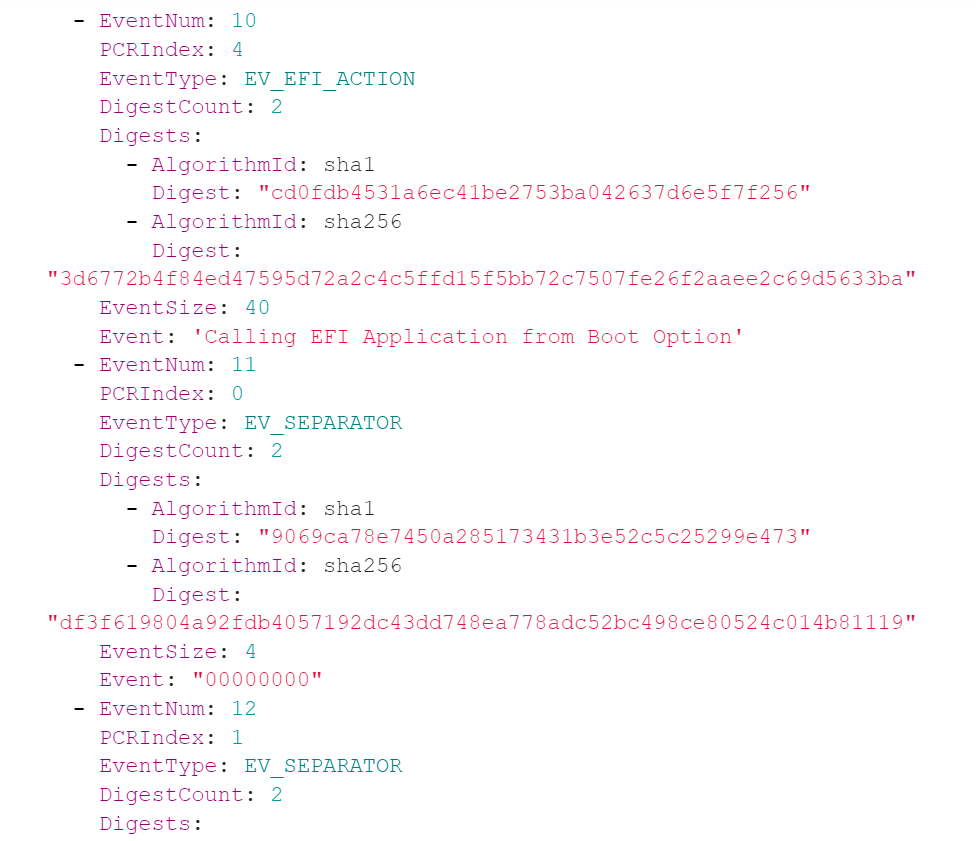 - EventNum: 10
PCRIndex: 4
EventType: EV_EFI_ACTION
DigestCount: 2
Digests:
- AlgorithmId: sha1
Digest: "cd0fdb4531a6ec41be2753ba042637d6e5f7f256"
- AlgorithmId: sha256
Digest:
"3d6772b4f84ed47595d72a2c4c5ffd15f5bb72c7507fe26f2aaee2c69d5633ba"
EventSize: 40
Event: 'Calling EFI Application from Boot Option'
- EventNum: 11
PCRIndex: 0
EventType: EV_SEPARATOR
DigestCount: 2
Digests:
- AlgorithmId: sha1
Digest: "9069ca78e7450a285173431b3e52c5c25299e473"
- AlgorithmId: sha256
Digest:
"df3f619804a92fdb4057192dc43dd748ea778adc52bc498ce80524c014b81119"
EventSize: 4
Event: "00000000"
- EventNum: 12
PCRIndex: 1
EventType: EV_SEPARATOR
DigestCount: 2
Digests: